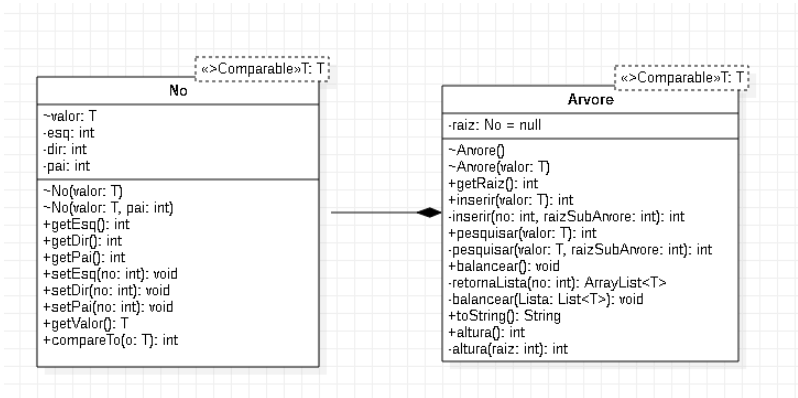 «>Comparable»T: T
No
~valor: T
-esq: int
-dir: int
-pai: int
~No(valor: T)
~No(valor: T, pai: int)
+getEsq(): int
+getDir(): int
+getPai(): int
+setEsq(no: int): void
+setDir(no: int): void
+setPai(no: int): void
+getValor(): T
+compareTo(o: T): int
«>Comparable»T: T
Arvore
-raiz: No = null
~Arvore()
~Arvore(valor: T)
+getRaiz(): int
+inserir(valor: T): int
-inserir(no: int, raizSubArvore: int): int
+pesquisar(valor: T): int
-pesquisar(valor: T, raizSubArvore: int): int
+balancear(): void
-retornaLista(no: int): ArrayList<T>
-balancear(Lista: List<T>): void
+toString(): String
+altura(): int
-altura(raiz: int): int